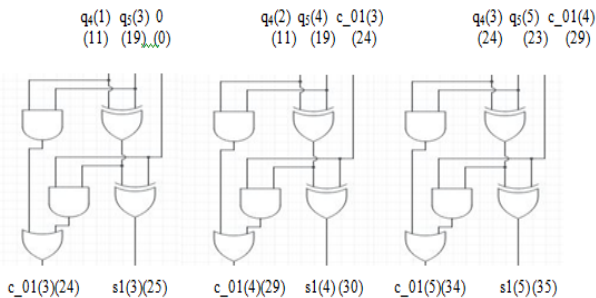 q₄(1) q₅(3) 0 q₄(2) q₅(4) c_01(3) q₄(3) q₅(5) c_01(4)
(11) (19) (0) (11) (19) (24) (24) (23) (29)
c_01(3)(24) s1(3)(25) c_01(4)(29) s1(4)(30) c_01(5)(34) s1(5)(35)